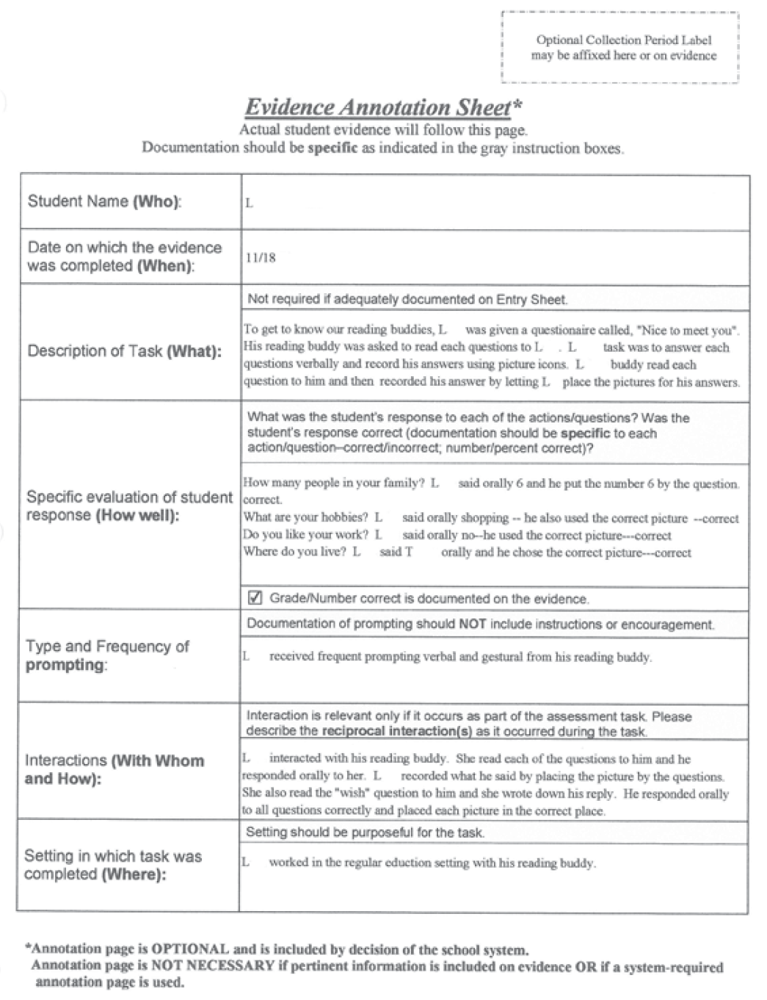 Optional Collection Period Label
may be affixed here or on evidence
Evidence Annotation Sheet*
Actual student evidence will follow this page.
Documentation should be specific as indicated in the gray instruction boxes.
Student Name (Who):
L
Date on which the evidence
was completed (When):
11/18
Description of Task (What):
Not required if adequately documented on Entry Sheet.
To get to know our reading buddies, L was given a questionaire called, "Nice to meet you".
His reading buddy was asked to read each questions to L . L task was to answer each
questions verbally and record his answers using picture icons. L buddy read each
question to him and then recorded his answer by letting L place the pictures for his answers.
Specific evaluation of student
response (How well):
What was the student's response to each of the actions/questions? Was the
student's response correct (documentation should be specific to each
action/question–correct/incorrect; number/percent correct)?
How many people in your family? L said orally 6 and he put the number 6 by the question.
correct.
What are your hobbies? L said orally shopping -- he also used the correct picture --correct
Do you like your work? L said orally no--he used the correct picture---correct
Where do you live? L said T orally and he chose the correct picture---correct
Grade/Number correct is documented on the evidence.
Type and Frequency of
prompting:
Documentation of prompting should NOT include instructions or encouragement.
L received frequent prompting verbal and gestural from his reading buddy.
Interactions (With Whom
and How):
Interaction is relevant only if it occurs as part of the assessment task. Please
describe the reciprocal interaction(s) as it occurred during the task.
L interacted with his reading buddy. She read each of the questions to him and he
responded orally to her. L recorded what he said by placing the picture by the questions.
She also read the "wish" question to him and she wrote down his reply. He responded orally
to all questions correctly and placed each picture in the correct place.
Setting in which task was
completed (Where):
Setting should be purposeful for the task.
L worked in the regular eduction setting with his reading buddy.
*Annotation page is OPTIONAL and is included by decision of the school system.
Annotation page is NOT NECESSARY if pertinent information is included on evidence OR if a system-required
annotation page is used.